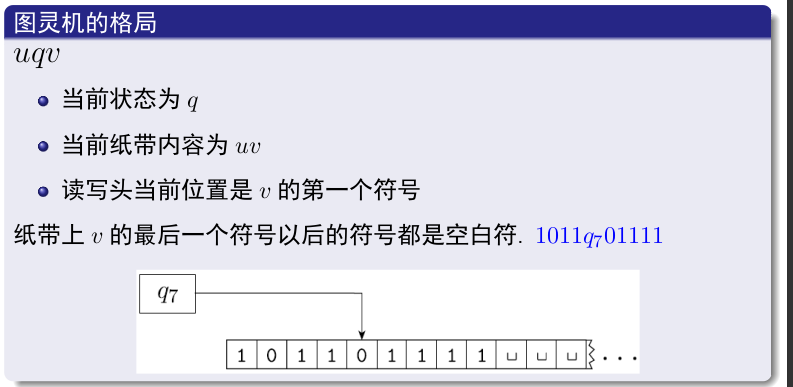 图灵机的格局
uqv
当前状态为 q
当前纸带内容为 uv
读写头当前位置是 v 的第一个符号
纸带上 v 的最后一个符号以后的符号都是空白符. 1011q₇01111
q₇
1 0 1 1 0 1 1 1 1 ␣ ␣ ␣ ...